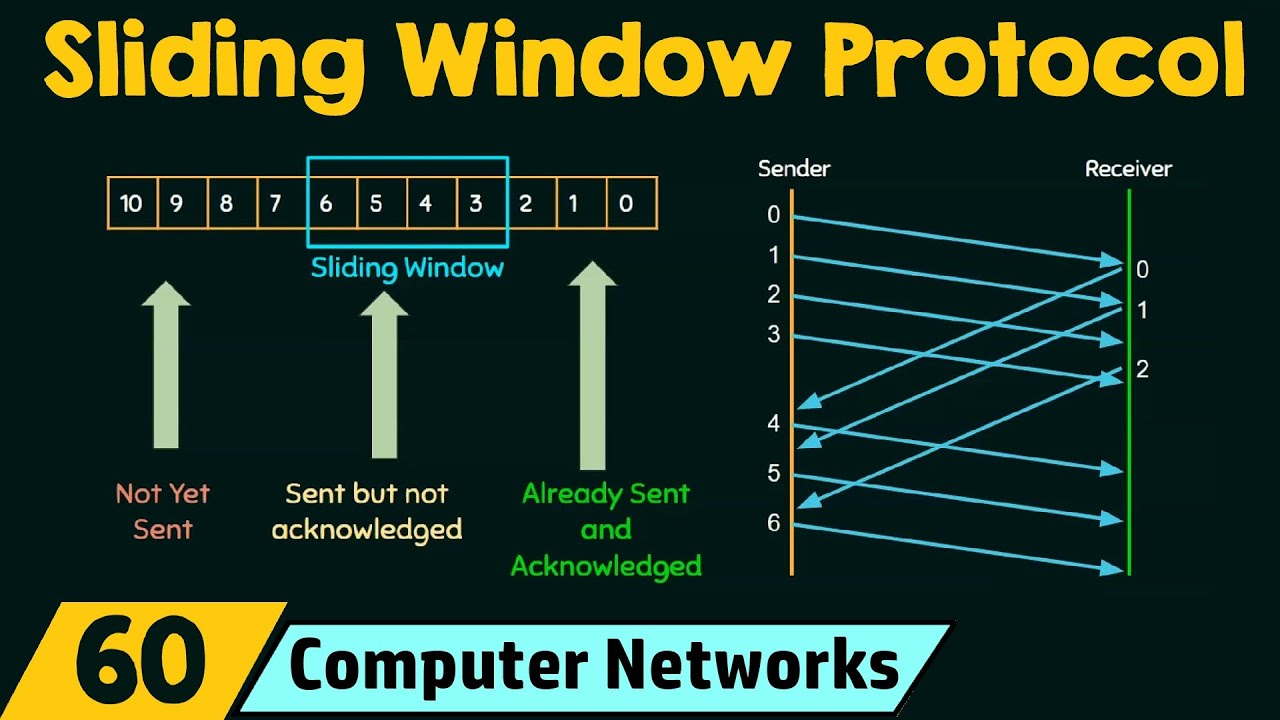 Sliding Window Protocol
10 9 8 7 6 5 4 3 2 1 0
Sliding Window
Not Yet
Sent
Sent but not
acknowledged
Already Sent
and
Acknowledged
Sender
Receiver
0
1
2
3
4
5
6
0
1
2
60
Computer Networks